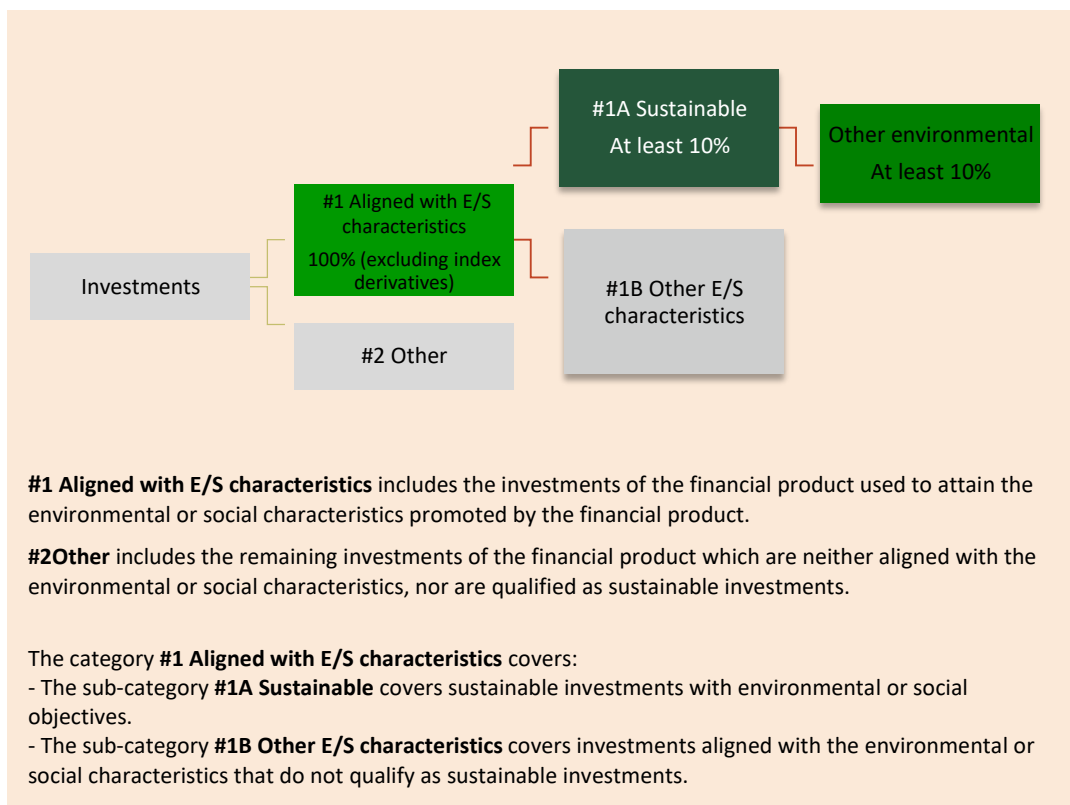 #1A Sustainable
At least 10%
Other environmental
At least 10%
#1 Aligned with E/S
characteristics
100% (excluding index
derivatives)
Investments
#1B Other E/S
characteristics
#2 Other
#1 Aligned with E/S characteristics includes the investments of the financial product used to attain the
environmental or social characteristics promoted by the financial product.
#2Other includes the remaining investments of the financial product which are neither aligned with the
environmental or social characteristics, nor are qualified as sustainable investments.
The category #1 Aligned with E/S characteristics covers:
- The sub-category #1A Sustainable covers sustainable investments with environmental or social
objectives.
- The sub-category #1B Other E/S characteristics covers investments aligned with the environmental or
social characteristics that do not qualify as sustainable investments.